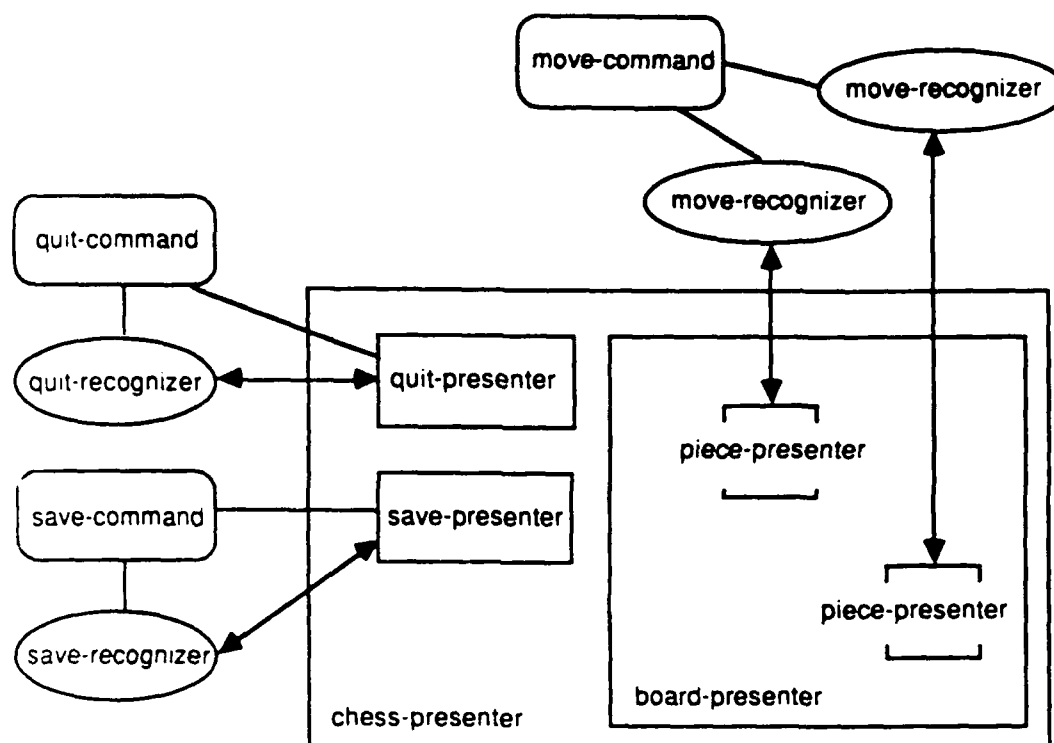 move-command
move-recognizer
move-recognizer
quit-command
quit-recognizer
quit-presenter
piece-presenter
save-command
save-presenter
piece-presenter
save-recognizer
board-presenter
chess-presenter